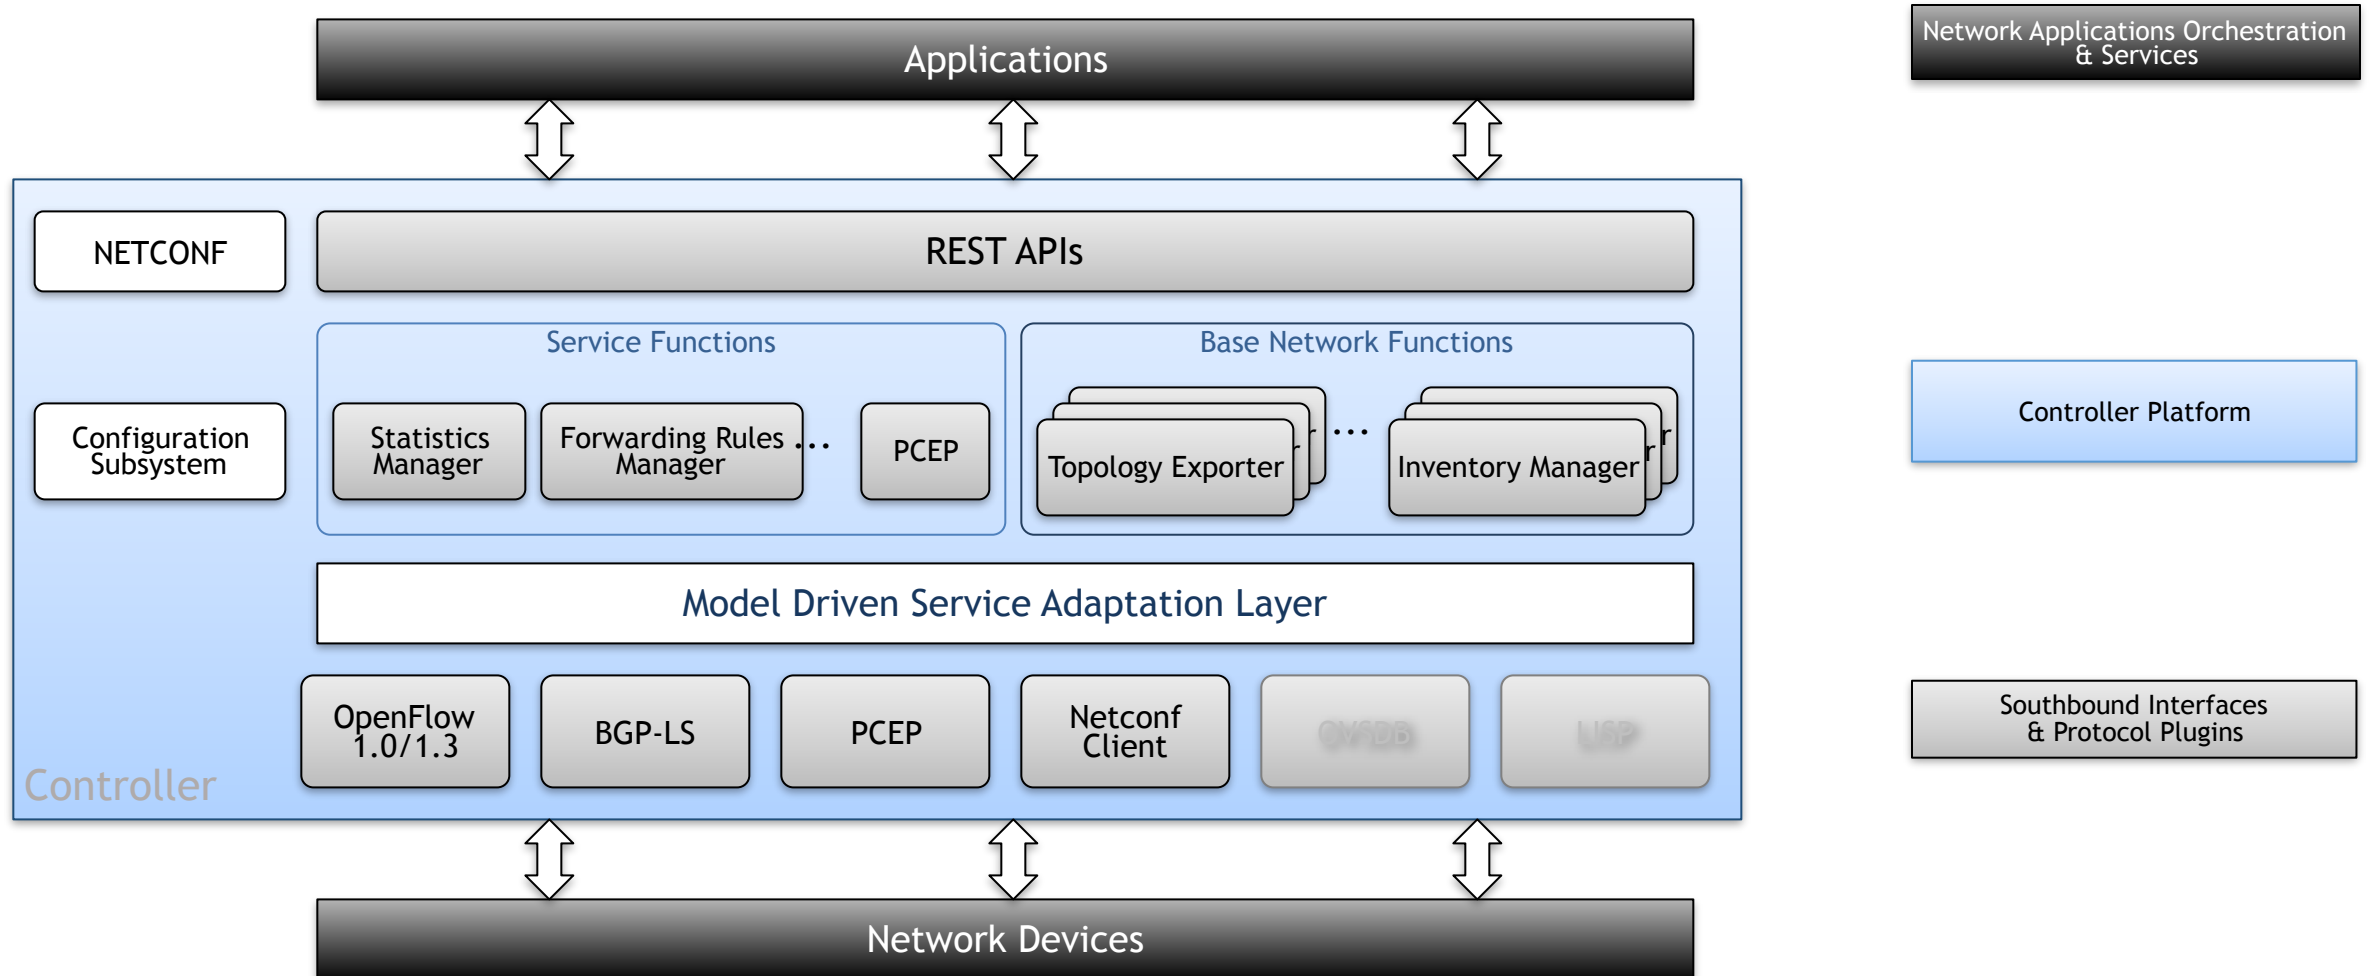 Applications
Network Applications Orchestration
& Services
NETCONF
REST APIs
Service Functions
Base Network Functions
Configuration
Subsystem
Statistics
Manager
Forwarding Rules
Manager
...
PCEP
r
r
Topology Exporter
...
r
r
Inventory Manager
Controller Platform
Model Driven Service Adaptation Layer
OpenFlow
1.0/1.3
BGP-LS
PCEP
Netconf
Client
OVSDB
LISP
Southbound Interfaces
& Protocol Plugins
Controller
Network Devices